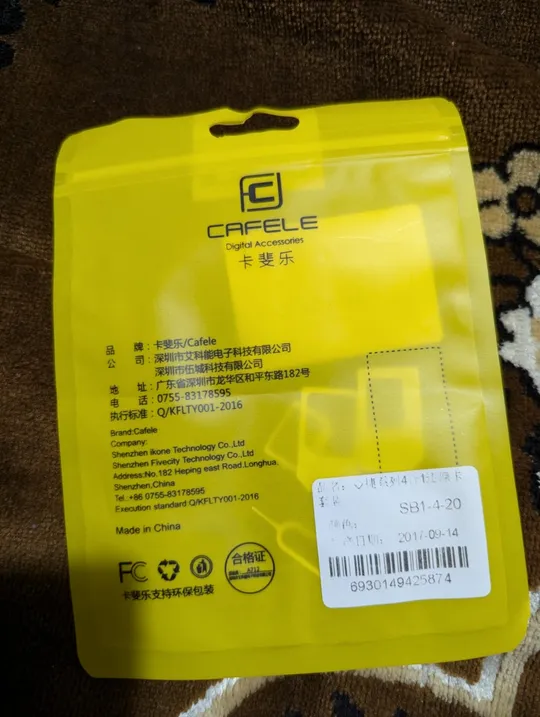 CAFELE
Digital Accessories
卡斐乐
品 牌：卡斐乐/Cafele
公 司：深圳市艾科能电子科技有限公司
深圳市伍城科技有限公司
地 址：广东省深圳市龙华区和平东路182号
电 话：0755-83178595
执行标准：Q/KFLTY001-2016
Brand:Cafele
Company:
Shenzhen ikone Technology Co.,Ltd
Shenzhen Fivecity Technology Co.,Ltd
Address:No.182 Heping east Road,Longhua,
Shenzhen,China
Tel.:+86 0755-83178595
Execution standard:Q/KFLTY001-2016
Made in China
FC
合格证
卡斐乐支持环保包装
SB1-4-20
2017-09-14
6930149425874